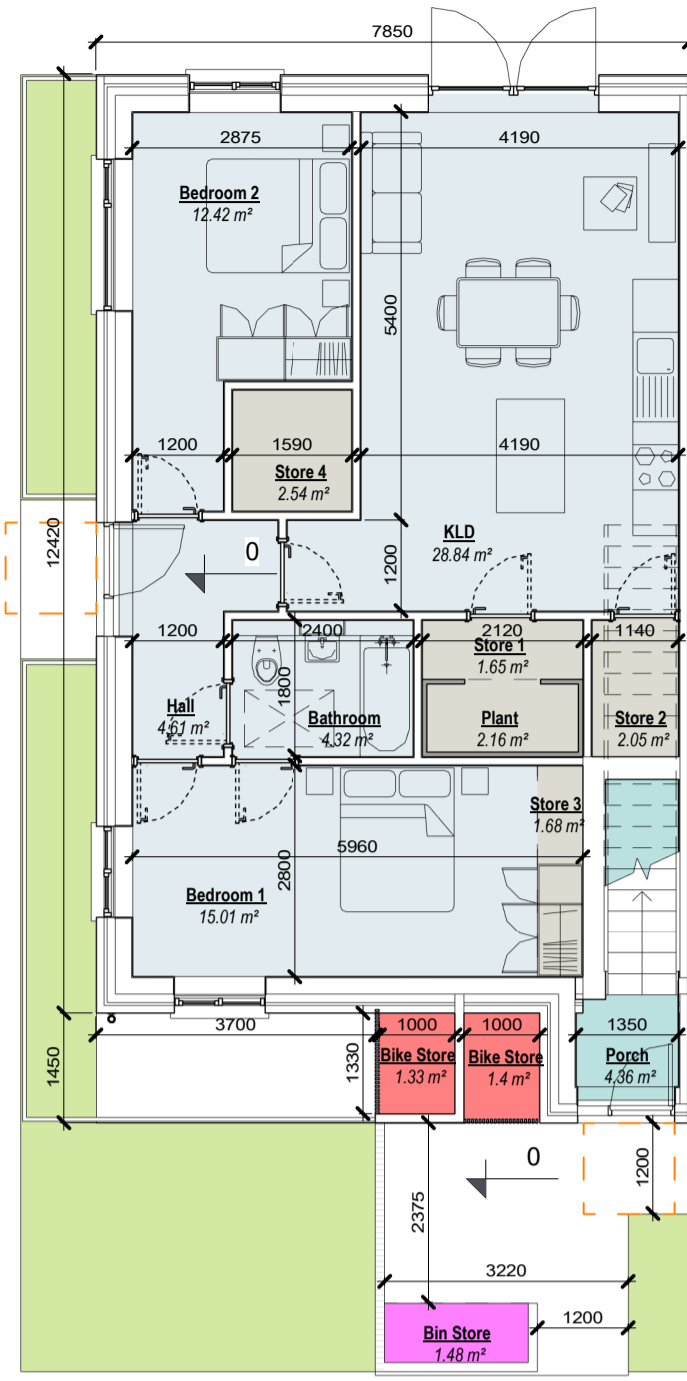 7850
2875
4190
Bedroom 2
12.42 m²
5400
1200
1590
4190
Store 4
2.54 m²
12420
0
KLD
28.84 m²
1200
1200
2400
2120
1140
Store 1
1.65 m²
1800
Hall
4.61 m²
Bathroom
4.32 m²
Plant
2.16 m²
Store 2
2.05 m²
Store 3
1.68 m²
5960
2800
Bedroom 1
15.01 m²
3700
1000
1000
1350
1450
1330
Bike Store
1.33 m²
Bike Store
1.4 m²
Porch
4.36 m²
0
1200
2375
3220
1200
Bin Store
1.48 m²